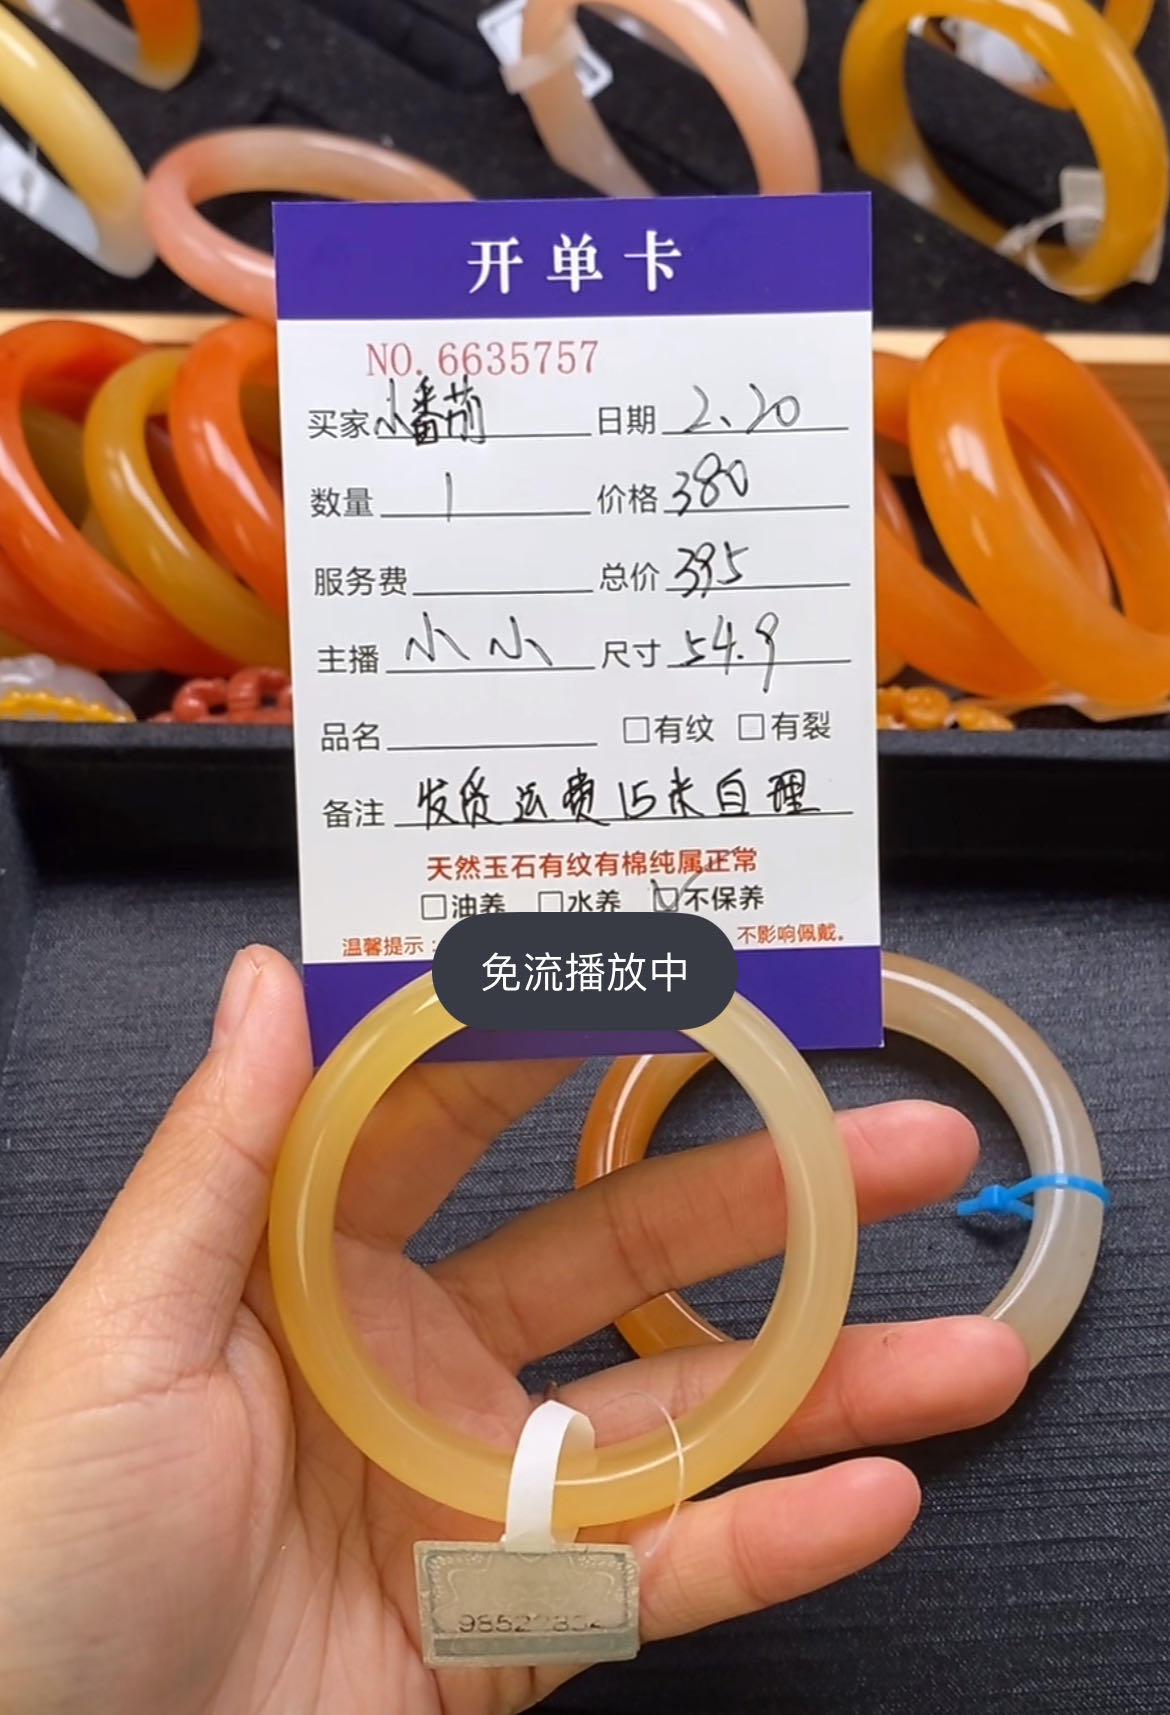 开单卡
NO. 6635757
买家 小番茄 日期 2、20
数量 1 价格 380
服务费 总价 395
主播 小小 尺寸 54.9
品名 □有纹 □有裂
备注 发货运费15米自理
天然玉石有纹有棉纯属正常
□油养 □水养 ☑不保养
温馨提示: 不影响佩戴。
免流播放中